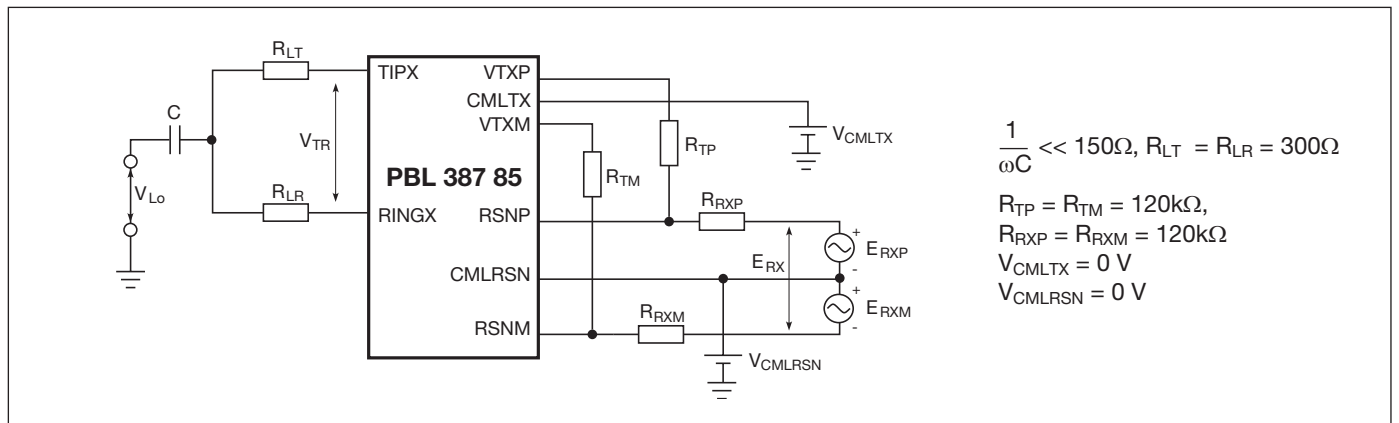 R_LT
TIPX
VTXP
CMLTX
VTXM
C
V_TR
R_TP
V_CMLTX
PBL 387 85
R_TM
V_Lo
R_LR
RINGX
RSNP
R_RXP
+
E_RXP
-
E_RX
CMLRSN
+
E_RXM
-
R_RXM
RSNM
V_CMLRSN
1/ωC << 150Ω, R_LT = R_LR = 300Ω
R_TP = R_TM = 120kΩ,
R_RXP = R_RXM = 120kΩ
V_CMLTX = 0 V
V_CMLRSN = 0 V